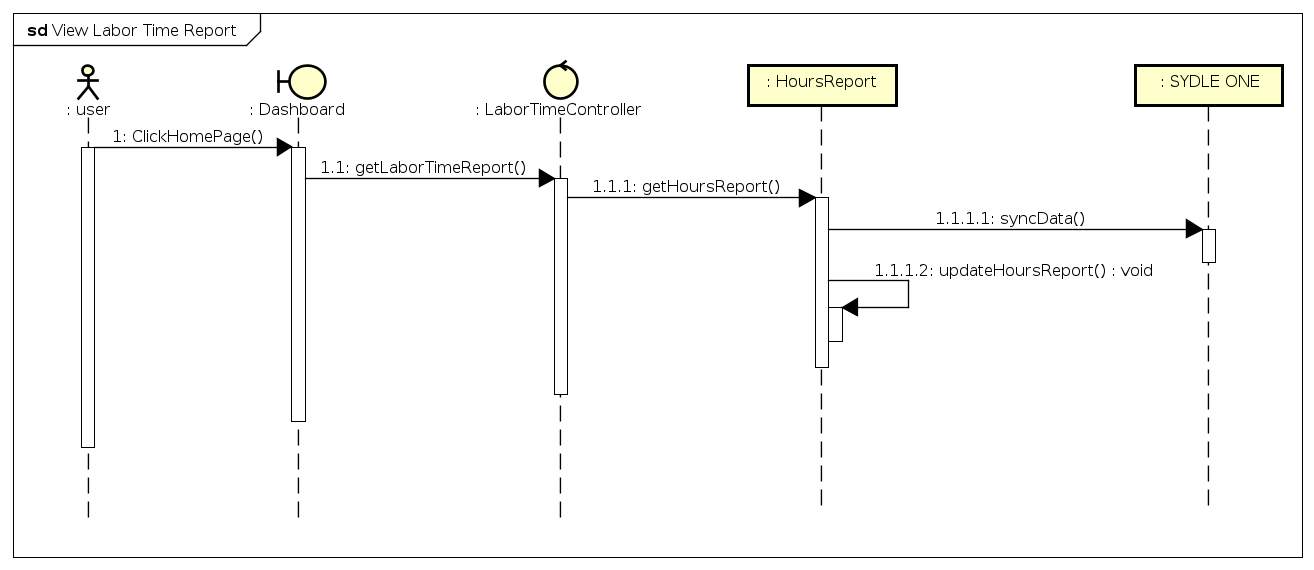 sd View Labor Time Report
: user
: Dashboard
: LaborTimeController
: HoursReport
: SYDLE ONE
1: ClickHomePage()
1.1: getLaborTimeReport()
1.1.1: getHoursReport()
1.1.1.1: syncData()
1.1.1.2: updateHoursReport() : void